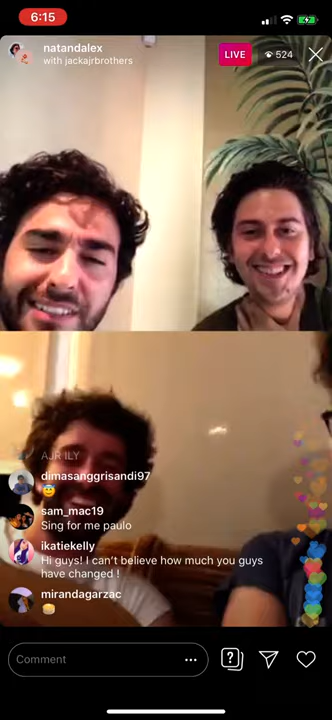 6:15
natandalex
with jackajrbrothers
LIVE
524
AJR ILY
dimasanggrisandi97
😇
sam_mac19
Sing for me paulo
ikatiekelly
Hi guys! I can’t believe how much you guys
have changed !
mirandagarzac
Comment